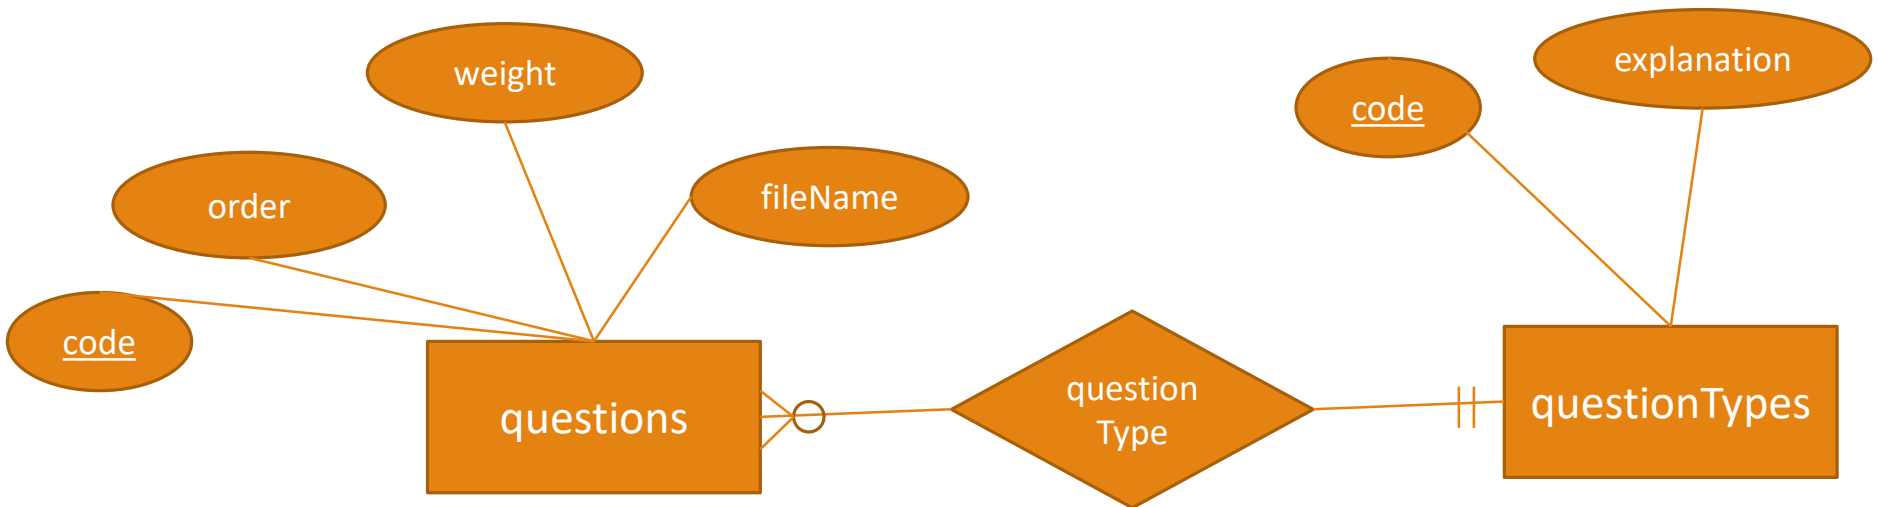 weight
explanation
code
order
fileName
code
questions
question
Type
questionTypes